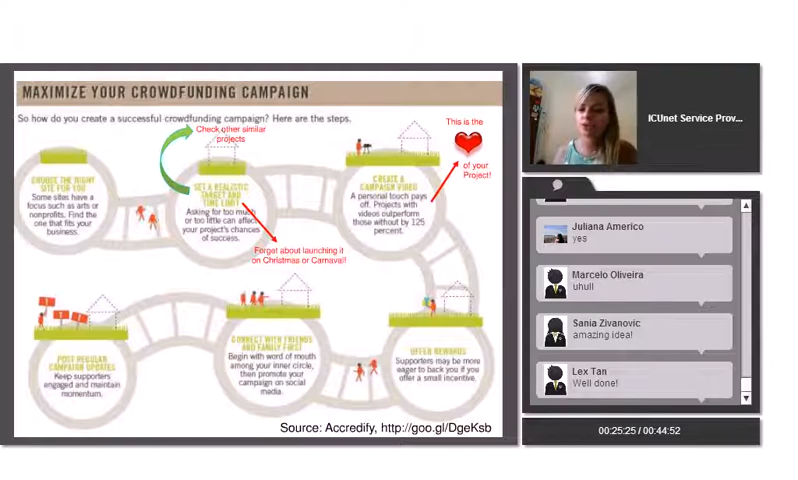 MAXIMIZE YOUR CROWDFUNDING CAMPAIGN
So how do you create a successful crowdfunding campaign? Here are the steps.
Check other similar
projects
This is the
of your
Project!
CHOOSE THE RIGHT
SITE FOR YOU
Some sites have a
focus such as arts or
nonprofits. Find the
one that fits your
business.
SET A REALISTIC
TARGET AND
TIME LIMIT
Asking for too much
or too little can affect
your project's chances
of success.
Forget about launching it
on Christmas or Carnaval!
CREATE A
CAMPAIGN VIDEO
A personal touch pays
off. Projects with
videos outperform
those without by 125
percent.
POST REGULAR
CAMPAIGN UPDATES
Keep supporters
engaged and maintain
momentum.
CONNECT WITH FRIENDS
AND FAMILY FIRST
Begin with word of mouth
among your inner circle,
then promote your
campaign on social
media.
OFFER REWARDS
Supporters may be more
eager to back you if you
offer a small incentive.
Source: Accredify, http://goo.gl/DgeKsb
ICUnet Service Prov...
Juliana Americo
yes
Marcelo Oliveira
uhull
Sania Zivanovic
amazing idea!
Lex Tan
Well done!
00:25:25 / 00:44:52